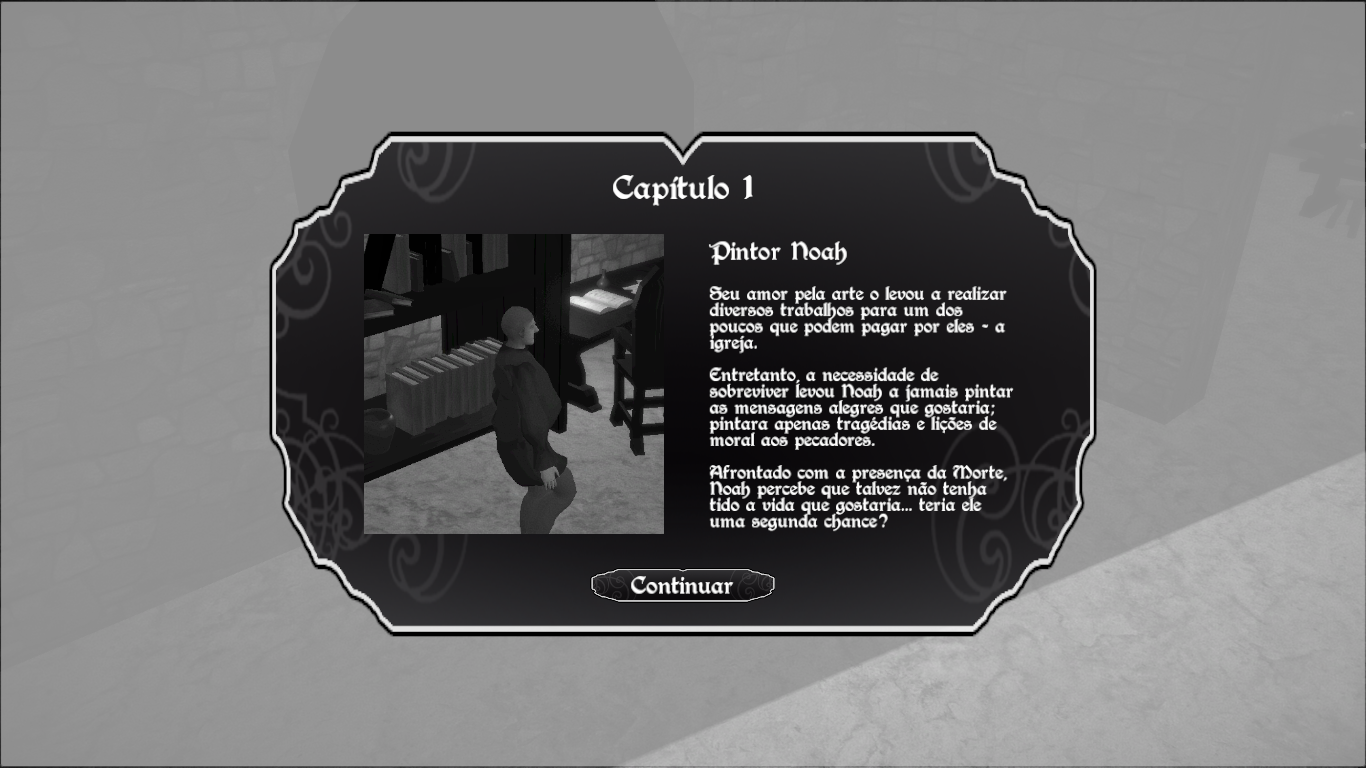 Capítulo 1
Pintor Noah
Seu amor pela arte o levou a realizar
diversos trabalhos para um dos
poucos que podem pagar por eles - a
igreja.
Entretanto, a necessidade de
sobreviver levou Noah a jamais pintar
as mensagens alegres que gostaria;
pintara apenas tragédias e lições de
moral aos pecadores.
Afrontado com a presença da Morte,
Noah percebe que talvez não tenha
tido a vida que gostaria... teria ele
uma segunda chance?
Continuar